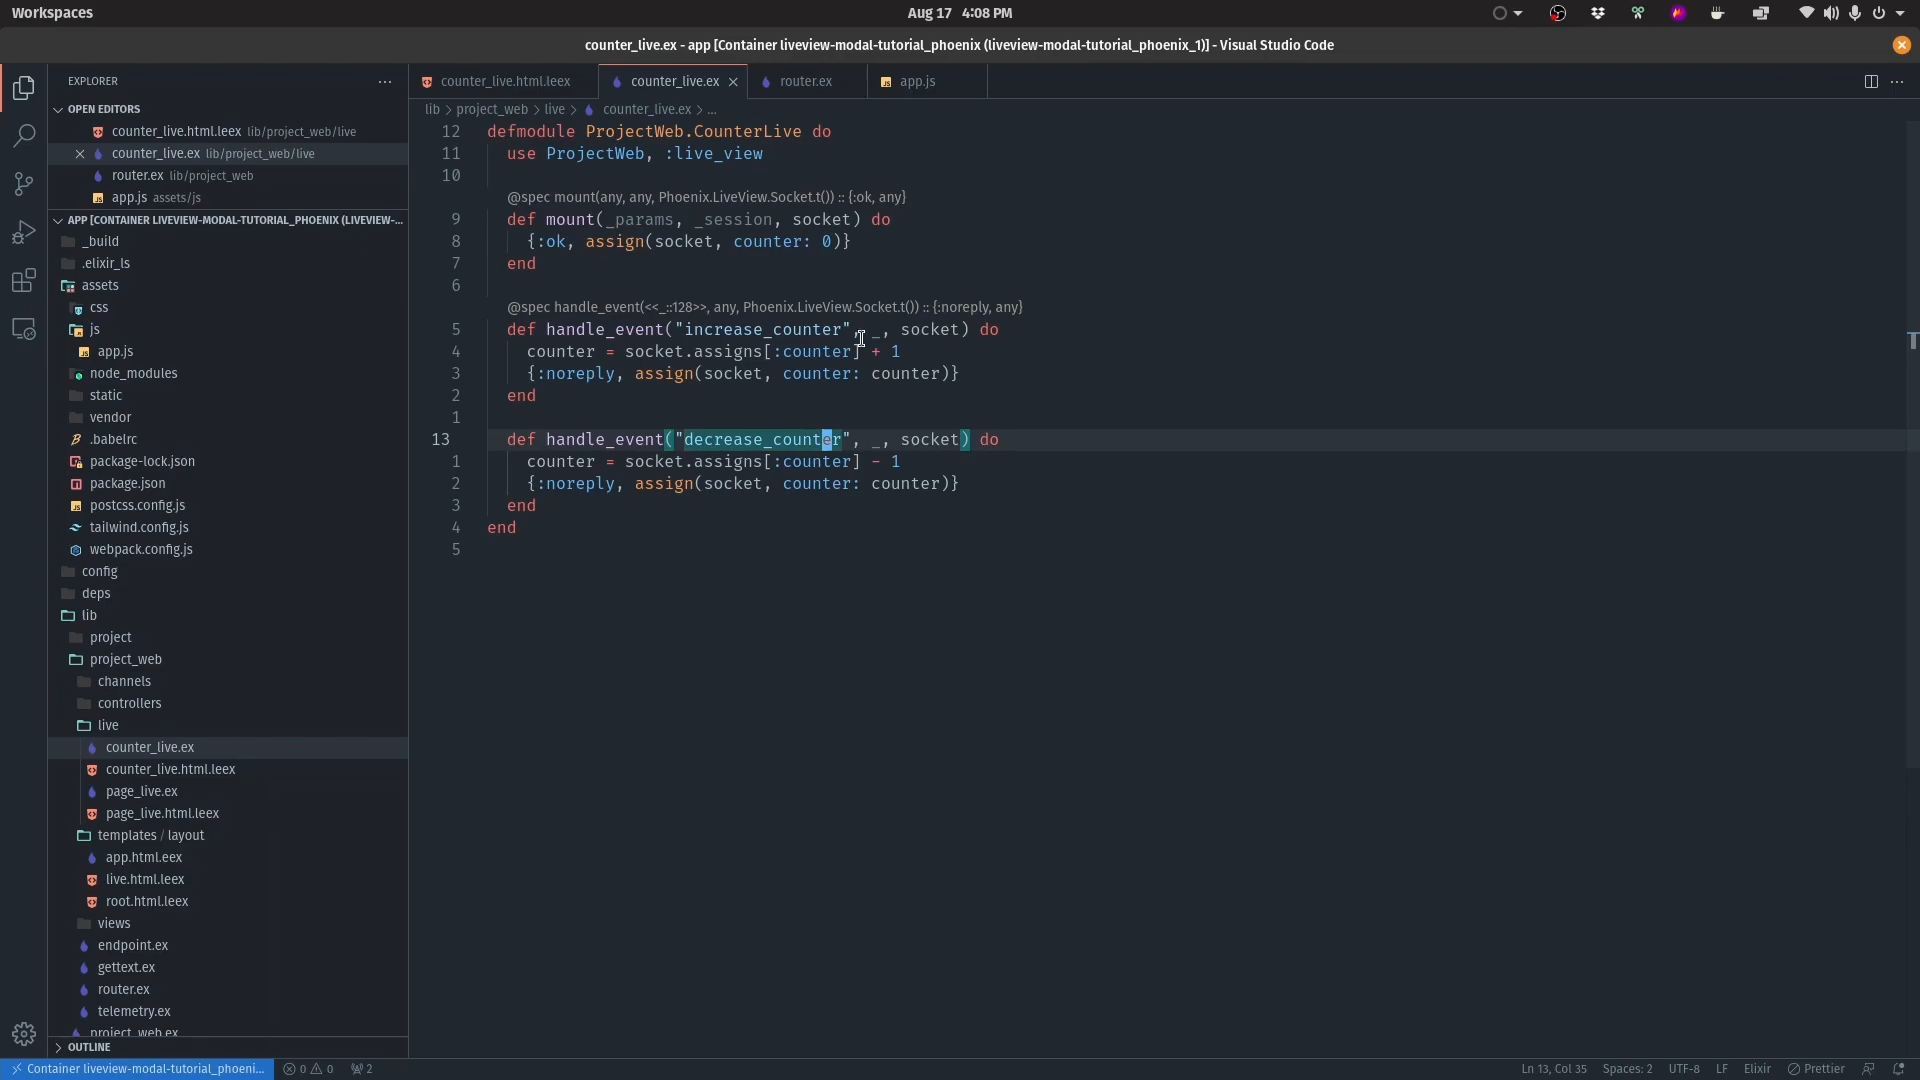 Workspaces
Aug 17 4:08 PM
counter_live.ex - app [Container liveview-modal-tutorial_phoenix (liveview-modal-tutorial_phoenix_1)] - Visual Studio Code
EXPLORER
OPEN EDITORS
counter_live.html.leex lib/project_web/live
counter_live.ex lib/project_web/live
router.ex lib/project_web
app.js assets/js
APP [CONTAINER LIVEVIEW-MODAL-TUTORIAL_PHOENIX (LIVEVIEW-...
_build
.elixir_ls
assets
css
js
app.js
node_modules
static
vendor
.babelrc
package-lock.json
package.json
postcss.config.js
tailwind.config.js
webpack.config.js
config
deps
lib
project
project_web
channels
controllers
live
counter_live.ex
counter_live.html.leex
page_live.ex
page_live.html.leex
templates / layout
app.html.eex
live.html.leex
root.html.leex
views
endpoint.ex
gettext.ex
router.ex
telemetry.ex
project_web.ex
OUTLINE
counter_live.html.leex
counter_live.ex
router.ex
app.js
lib > project_web > live > counter_live.ex > ...
12 defmodule ProjectWeb.CounterLive do
11 use ProjectWeb, :live_view
10
@spec mount(any, any, Phoenix.LiveView.Socket.t()) :: {:ok, any}
9 def mount(_params, _session, socket) do
8 {:ok, assign(socket, counter: 0)}
7 end
6
@spec handle_event(<<_::128>>, any, Phoenix.LiveView.Socket.t()) :: {:noreply, any}
5 def handle_event("increase_counter", _, socket) do
4 counter = socket.assigns[:counter] + 1
3 {:noreply, assign(socket, counter: counter)}
2 end
1
13 def handle_event("decrease_counter", _, socket) do
1 counter = socket.assigns[:counter] - 1
2 {:noreply, assign(socket, counter: counter)}
3 end
4 end
5
Container liveview-modal-tutorial_phoeni... 0 0 2
Ln 13, Col 35 Spaces: 2 UTF-8 LF Elixir Prettier